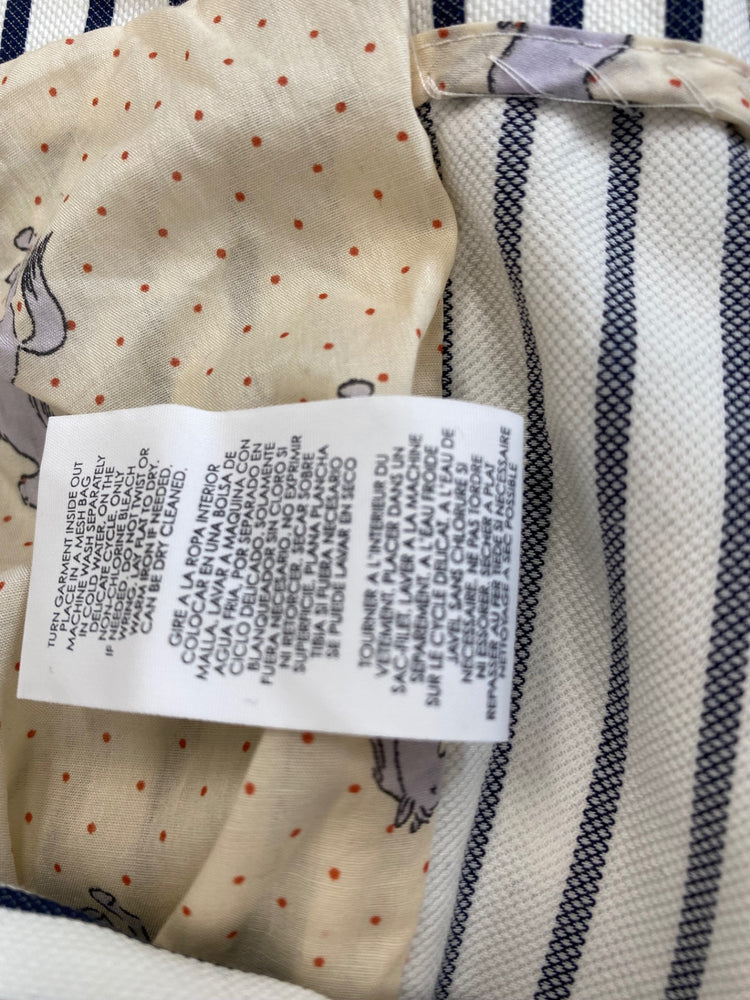 TURN GARMENT INSIDE OUT
PLACE IN A MESH BAG
MACHINE WASH SEPARATELY
IN COLD WATER, ON THE
DELICATE CYCLE. ONLY
NON-CHLORINE BLEACH
IF NEEDED. DO NOT
WRING, LAY FLAT TO DRY.
WARM IRON IF NEEDED,
CAN BE DRY CLEANED.
GIRE A LA ROPA INTERIOR
COLOCAR EN UNA BOLSA DE
MALLA. LAVAR A MAQUINA CON
AGUA FRIA, POR SEPARADO EN
CICLO DELICADO, SOLAMENTE
BLANQUEADOR SIN CLORO SI
FUERA NECESARIO. NO EXPRIMIR
NI RETORCER, SECAR SOBRE
SUPERFICIE, PLANA PLANCHA
TIBIA SI FUERA NECESARIO
SE PUEDE LAVAR EN SECO
TOURNER A L'INTERIEUR DU
VETEMENT, PLACIER DANS UN
SAC-FILET, LAVER A LA MACHINE
SEPAREMENT, A L'EAU FROIDE
SUR LE CYCLE DELICAT, A L'EAU DE
JAVEL SANS CHLORURE SI
NECESSAIRE, NE PAS TORDRE
NI ESSORER, SECHER A PLAT
REPASSER AU FER TIEDE SI NECESSAIRE
NETTOYER A SEC POSSIBLE